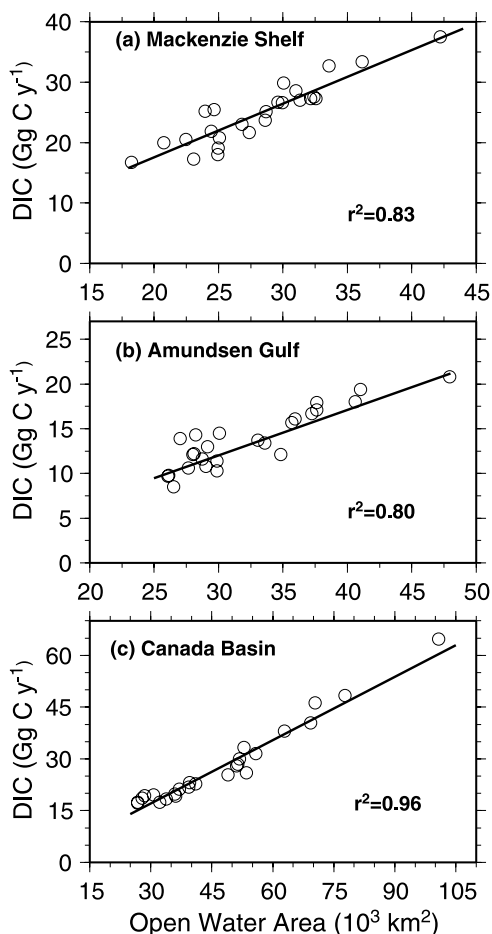 40
(a) Mackenzie Shelf
30
20
10
0
DIC (Gg C y⁻¹)
r²=0.83
15 20 25 30 35 40 45
25
(b) Amundsen Gulf
20
15
10
5
0
DIC (Gg C y⁻¹)
r²=0.80
20 25 30 35 40 45 50
60
(c) Canada Basin
45
30
15
0
DIC (Gg C y⁻¹)
r²=0.96
15 30 45 60 75 90 105
Open Water Area (10³ km²)